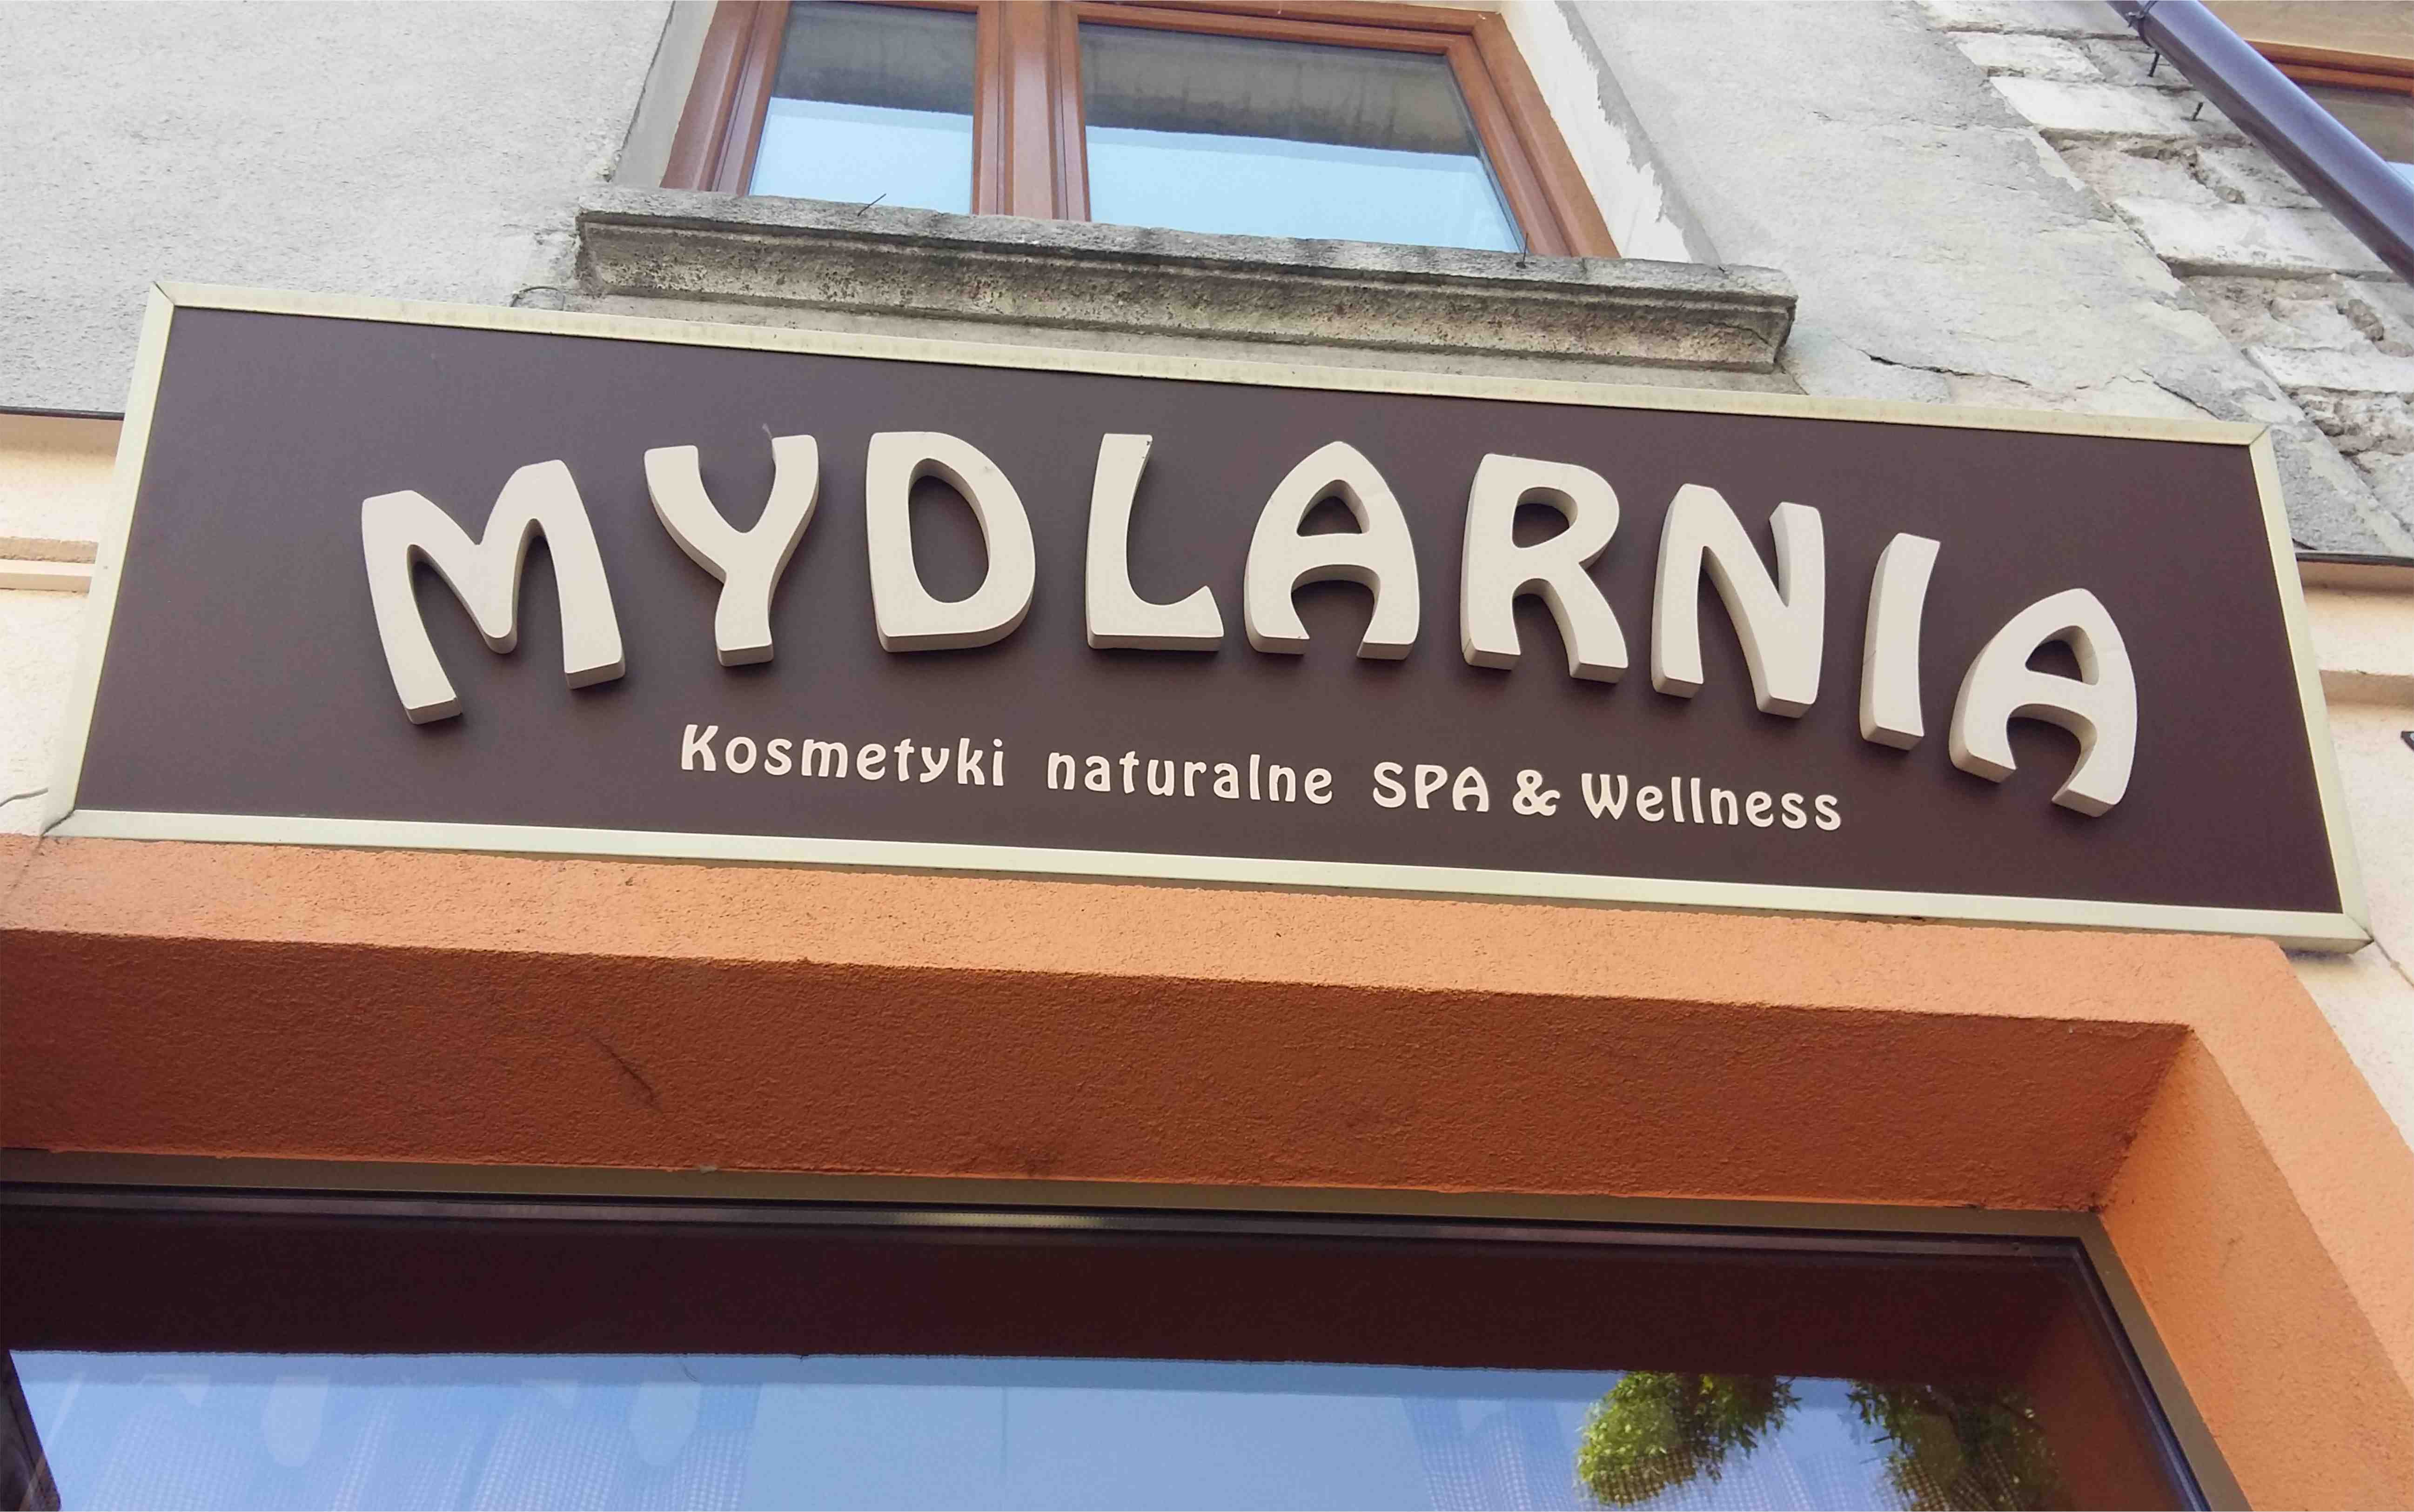 MYDLARNIA
Kosmetyki naturalne SPA & Wellness